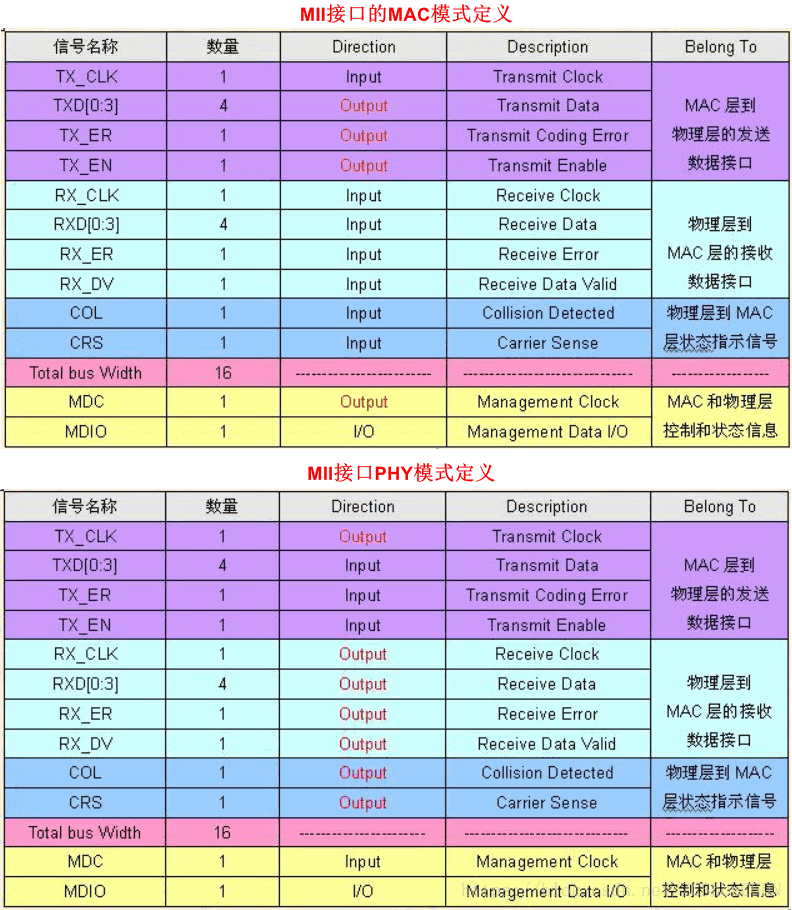 MII接口的MAC模式定义
信号名称 数量 Direction Description Belong To
TX_CLK 1 Input Transmit Clock
TXD[0:3] 4 Output Transmit Data MAC 层到
TX_ER 1 Output Transmit Coding Error 物理层的发送
TX_EN 1 Output Transmit Enable 数据接口
RX_CLK 1 Input Receive Clock
RXD[0:3] 4 Input Receive Data 物理层到
RX_ER 1 Input Receive Error MAC 层的接收
RX_DV 1 Input Receive Data Valid 数据接口
COL 1 Input Collision Detected 物理层到 MAC
CRS 1 Input Carrier Sense 层状态指示信号
Total bus Width 16 ------------------------- ------------------------------- ------------------
MDC 1 Output Management Clock MAC 和物理层
MDIO 1 I/O Management Data I/O 控制和状态信息
MII接口PHY模式定义
信号名称 数量 Direction Description Belong To
TX_CLK 1 Output Transmit Clock
TXD[0:3] 4 Input Transmit Data MAC 层到
TX_ER 1 Input Transmit Coding Error 物理层的发送
TX_EN 1 Input Transmit Enable 数据接口
RX_CLK 1 Output Receive Clock
RXD[0:3] 4 Output Receive Data 物理层到
RX_ER 1 Output Receive Error MAC 层的接收
RX_DV 1 Output Receive Data Valid 数据接口
COL 1 Output Collision Detected 物理层到 MAC
CRS 1 Output Carrier Sense 层状态指示信号
Total bus Width 16 ----------------------- ------------------------------ --------------------
MDC 1 Input Management Clock MAC 和物理层
MDIO 1 I/O Management Data I/O 控制和状态信息